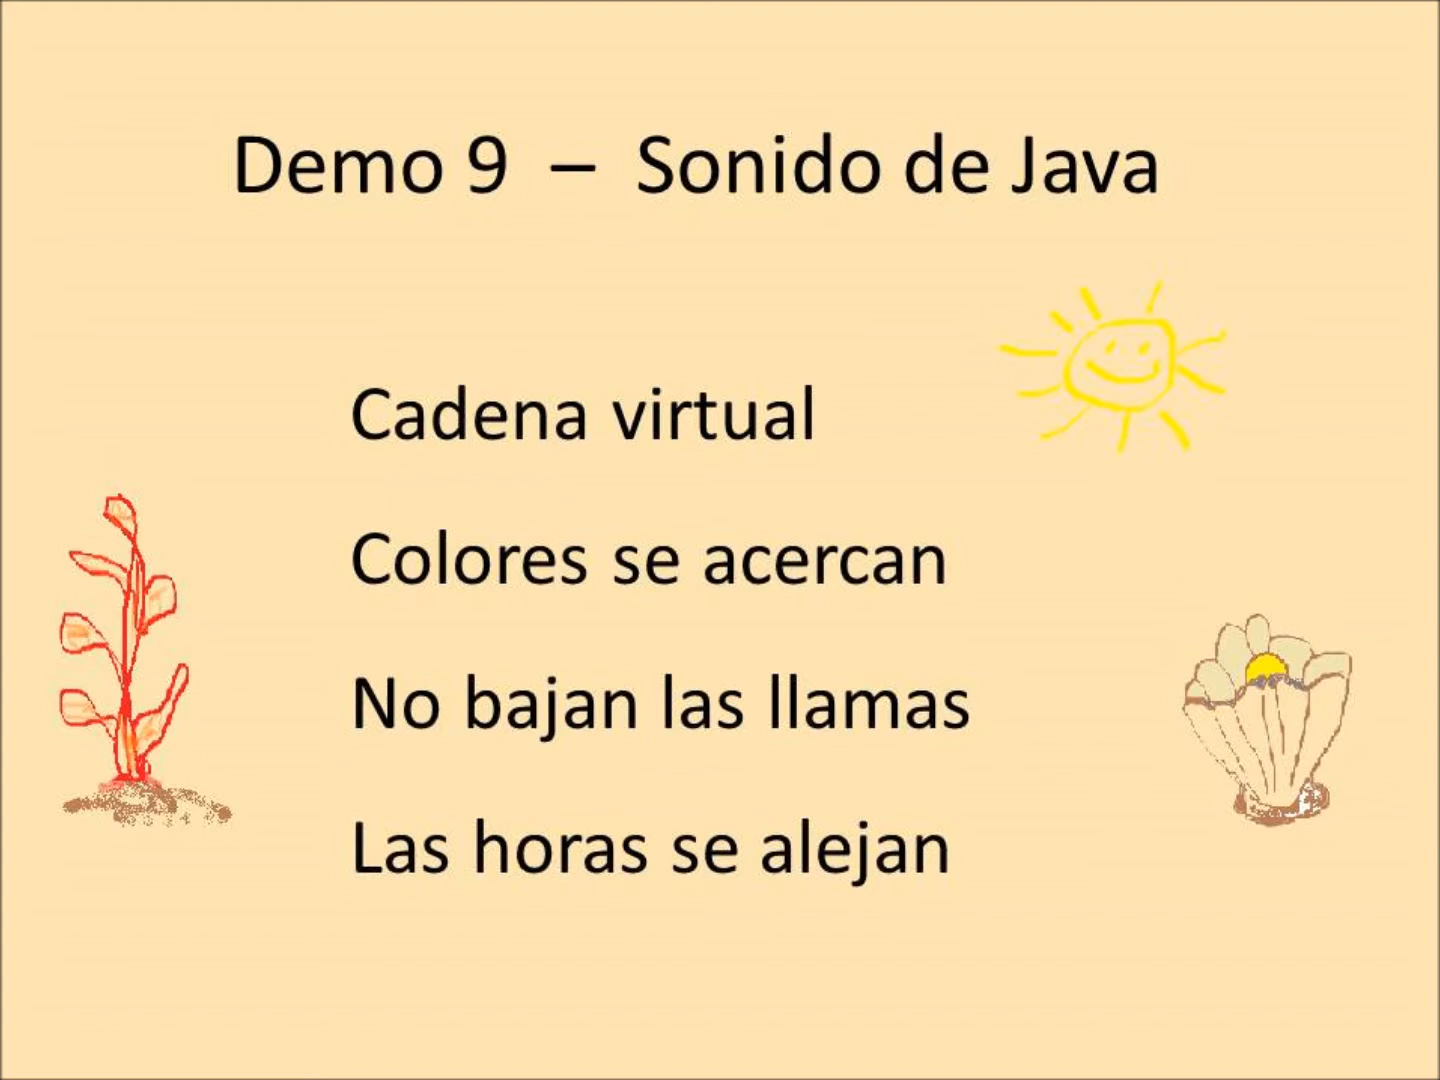 Demo 9 – Sonido de Java
Cadena virtual
Colores se acercan
No bajan las llamas
Las horas se alejan